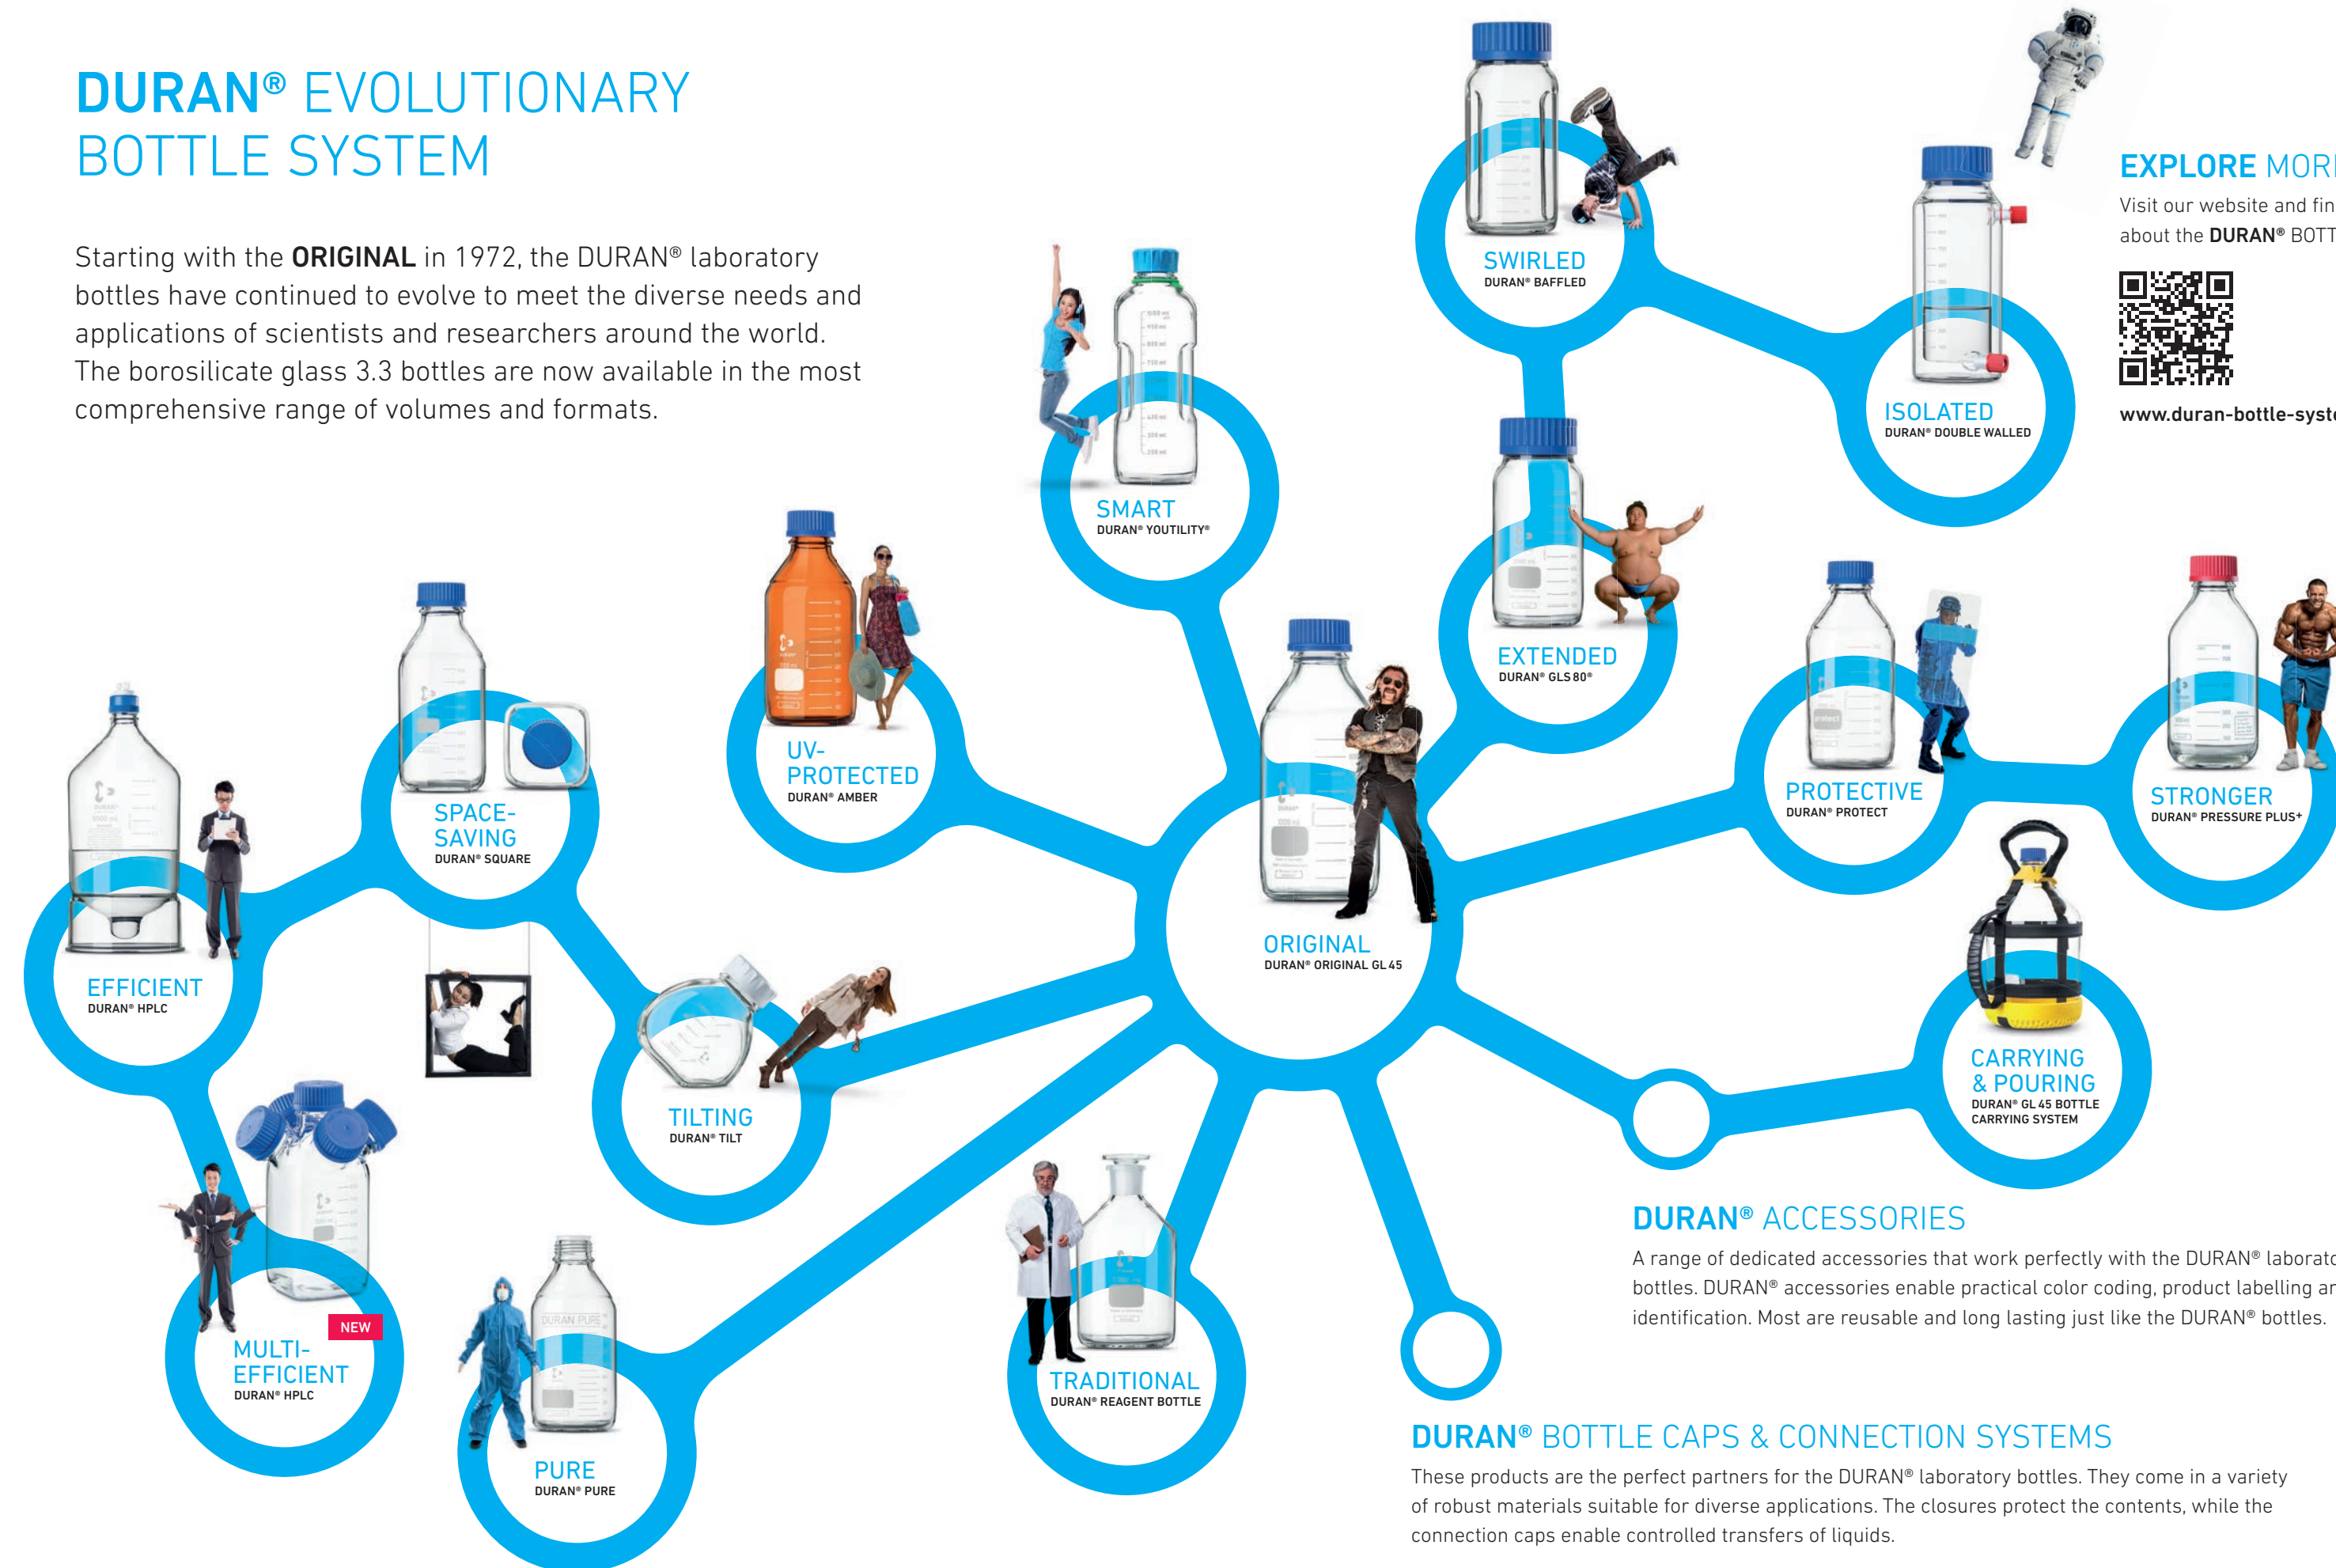 DURAN® EVOLUTIONARY
BOTTLE SYSTEM
Starting with the ORIGINAL in 1972, the DURAN® laboratory
bottles have continued to evolve to meet the diverse needs and
applications of scientists and researchers around the world.
The borosilicate glass 3.3 bottles are now available in the most
comprehensive range of volumes and formats.
SWIRLED
DURAN® BAFFLED
EXPLORE MOR
Visit our website and fin
about the DURAN® BOTT
www.duran-bottle-syst
ISOLATED
DURAN® DOUBLE WALLED
SMART
DURAN® YOUTILITY®
EXTENDED
DURAN® GLS 80®
UV-
PROTECTED
DURAN® AMBER
PROTECTIVE
DURAN® PROTECT
protect
STRONGER
DURAN® PRESSURE PLUS+
SPACE-
SAVING
DURAN® SQUARE
ORIGINAL
DURAN® ORIGINAL GL 45
EFFICIENT
DURAN® HPLC
CARRYING
& POURING
DURAN® GL 45 BOTTLE
CARRYING SYSTEM
TILTING
DURAN® TILT
NEW
MULTI-
EFFICIENT
DURAN® HPLC
DURAN PURE
PURE
DURAN® PURE
TRADITIONAL
DURAN® REAGENT BOTTLE
DURAN® ACCESSORIES
A range of dedicated accessories that work perfectly with the DURAN® laborat
bottles. DURAN® accessories enable practical color coding, product labelling a
identification. Most are reusable and long lasting just like the DURAN® bottles.
DURAN® BOTTLE CAPS & CONNECTION SYSTEMS
These products are the perfect partners for the DURAN® laboratory bottles. They come in a variety
of robust materials suitable for diverse applications. The closures protect the contents, while the
connection caps enable controlled transfers of liquids.